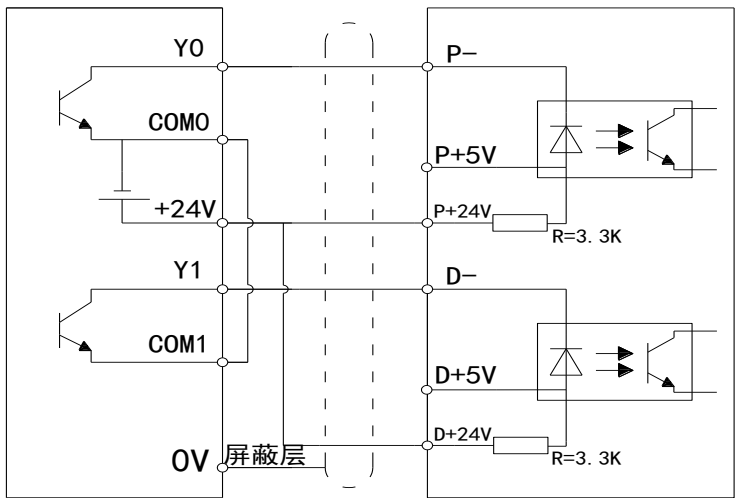 Y0
P-
COM0
P+5V
+24V
P+24V
R=3.3K
Y1
D-
COM1
D+5V
D+24V
0V
屏蔽层
R=3.3K